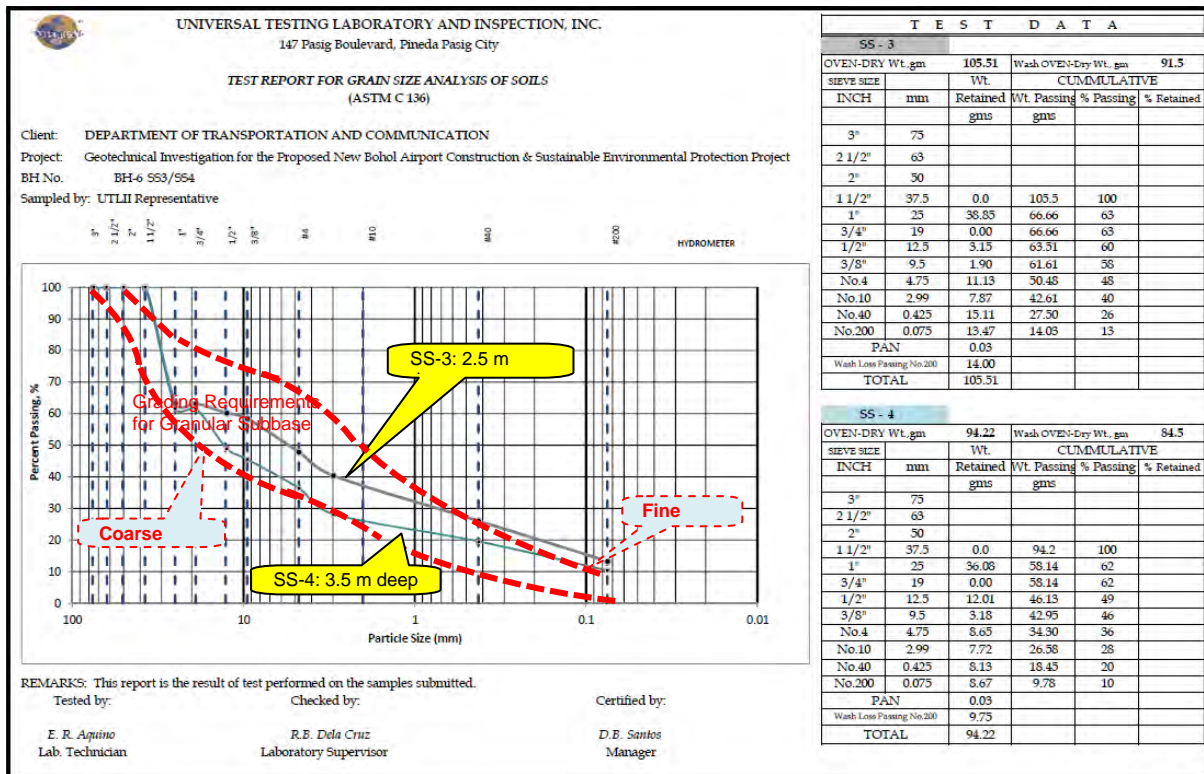 UNIVERSAL TESTING LABORATORY AND INSPECTION, INC.
147 Pasig Boulevard, Pineda Pasig City
TEST REPORT FOR GRAIN SIZE ANALYSIS OF SOILS
(ASTM C 136)
Client: DEPARTMENT OF TRANSPORTATION AND COMMUNICATION
Project: Geotechnical Investigation for the Proposed New Bohol Airport Construction & Sustainable Environmental Protection Project
BH No. BH-6 SS3/SS4
Sampled by: UTLII Representative
3" 2 1/2" 2" 1 1/2" 1" 3/4" 1/2" 3/8" #4 #10 #40 #200 HYDROMETER
Percent Passing, %
100
90
80
70
60
50
40
30
20
10
0
SS-3: 2.5 m
Grading Requirements
for Granular Subbase
Coarse
Fine
SS-4: 3.5 m deep
100 10 1 0.1 0.01
Particle Size (mm)
REMARKS: This report is the result of test performed on the samples submitted.
Tested by: Checked by: Certified by:
E. R. Aquino R.B. Dela Cruz D.B. Santos
Lab. Technician Laboratory Supervisor Manager
T E S T D A T A
SS - 3
OVEN-DRY Wt.,gm 105.51 Wash OVEN-Dry Wt., gm 91.5
SIEVE SIZE Wt. CUMMULATIVE
INCH mm Retained Wt. Passing % Passing % Retained
gms gms
3" 75
2 1/2" 63
2" 50
1 1/2" 37.5 0.0 105.5 100
1" 25 38.85 66.66 63
3/4" 19 0.00 66.66 63
1/2" 12.5 3.15 63.51 60
3/8" 9.5 1.90 61.61 58
No.4 4.75 11.13 50.48 48
No.10 2.99 7.87 42.61 40
No.40 0.425 15.11 27.50 26
No.200 0.075 13.47 14.03 13
PAN 0.03
Wash Loss Passing No.200 14.00
TOTAL 105.51
SS - 4
OVEN-DRY Wt.,gm 94.22 Wash OVEN-Dry Wt., gm 84.5
SIEVE SIZE Wt. CUMMULATIVE
INCH mm Retained Wt. Passing % Passing % Retained
gms gms
3" 75
2 1/2" 63
2" 50
1 1/2" 37.5 0.0 94.2 100
1" 25 36.08 58.14 62
3/4" 19 0.00 58.14 62
1/2" 12.5 12.01 46.13 49
3/8" 9.5 3.18 42.95 46
No.4 4.75 8.65 34.30 36
No.10 2.99 7.72 26.58 28
No.40 0.425 8.13 18.45 20
No.200 0.075 8.67 9.78 10
PAN 0.03
Wash Loss Passing No.200 9.75
TOTAL 94.22